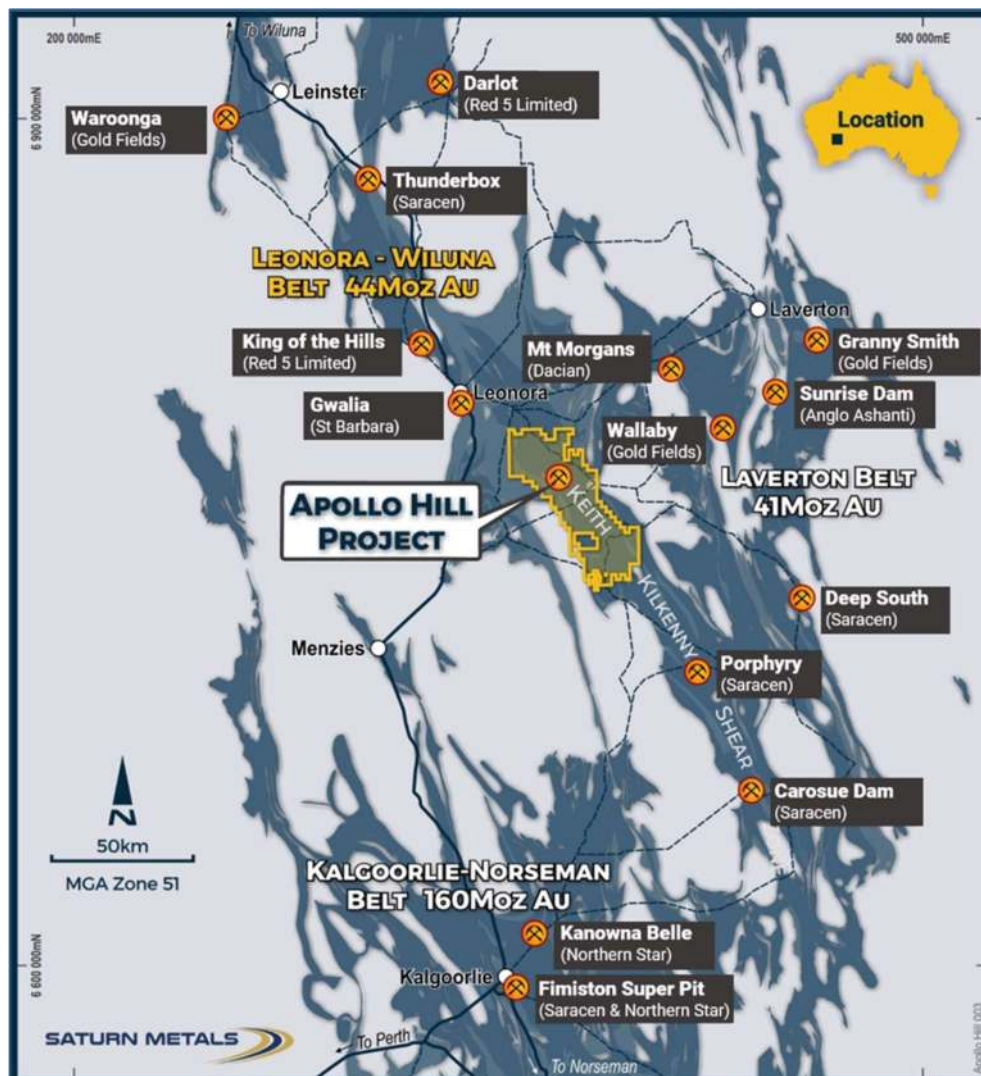 200 000mE
To Wiluna
500 000mE
6 900 000mN
Leinster
Darlot
(Red 5 Limited)
Waroonga
(Gold Fields)
Location
Thunderbox
(Saracen)
LEONORA - WILUNA
BELT 44MOZ AU
Laverton
King of the Hills
(Red 5 Limited)
Mt Morgans
(Dacian)
Granny Smith
(Gold Fields)
Leonora
Gwalia
(St Barbara)
Sunrise Dam
(Anglo Ashanti)
Wallaby
(Gold Fields)
LAVERTON BELT
41MOZ AU
APOLLO HILL
PROJECT
KEITH
KILKENNY
SHEAR
Deep South
(Saracen)
Menzies
Porphyry
(Saracen)
Carosue Dam
(Saracen)
N
50km
MGA Zone 51
KALGOORLIE-NORSEMAN
BELT 160MOZ AU
Kanowna Belle
(Northern Star)
6 600 000mN
Kalgoorlie
Fimiston Super Pit
(Saracen & Northern Star)
SATURN METALS
To Perth
To Norseman
Apollo Hill 003